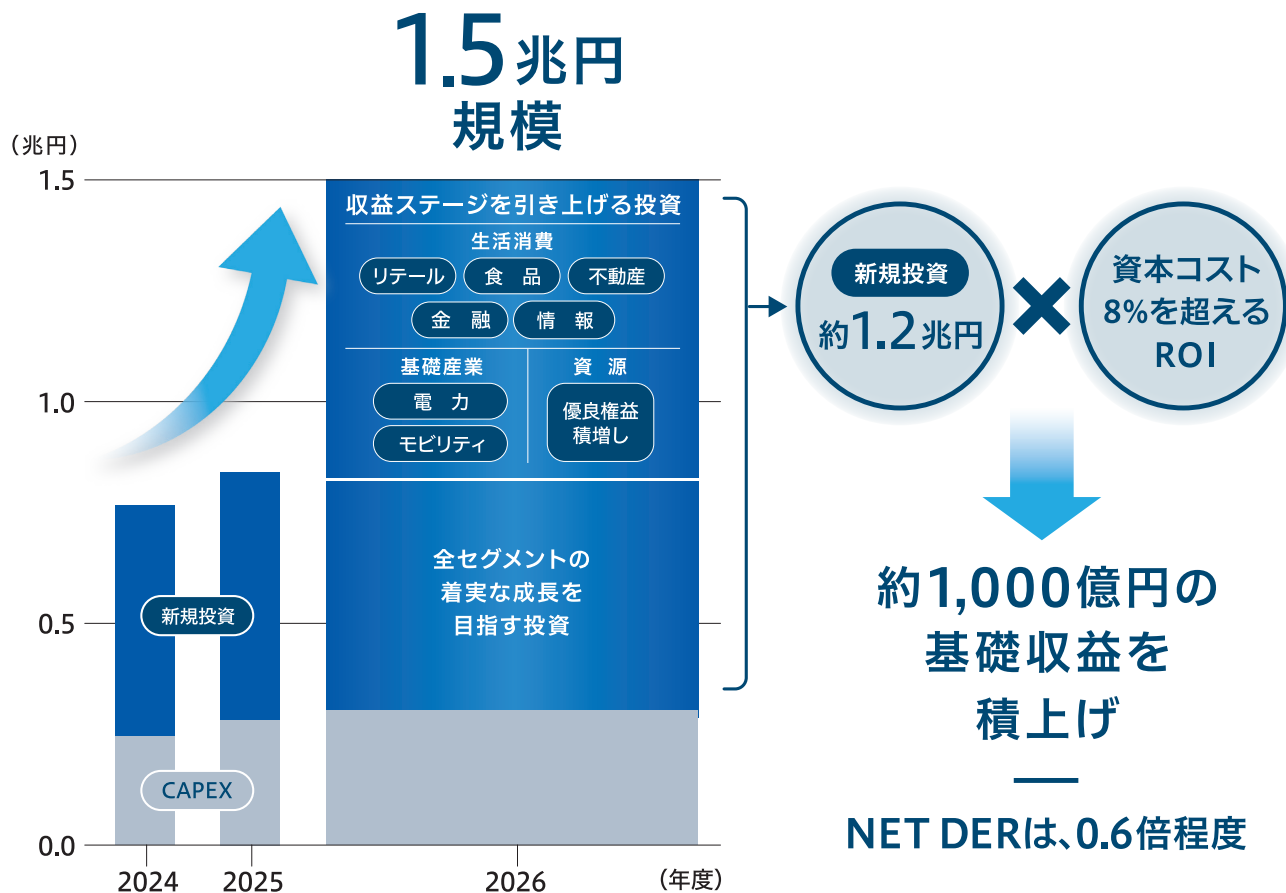 1.5兆円
規模
(兆円)
1.5
1.0
0.5
0.0
収益ステージを引き上げる投資
生活消費
リテール
食 品
不動産
金 融
情 報
基礎産業
電 力
モビリティ
資 源
優良権益
積増し
全セグメントの
着実な成長を
目指す投資
新規投資
CAPEX
2024
2025
2026
(年度)
新規投資
約1.2兆円
×
資本コスト
8%を超える
ROI
約1,000億円の
基礎収益を
積上げ
NET DERは、0.6倍程度